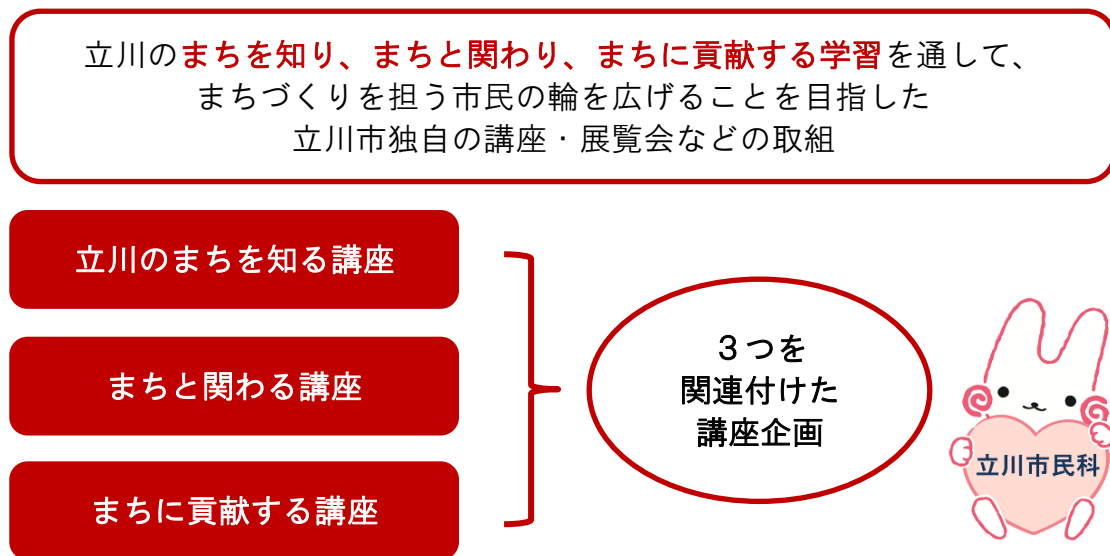 立川のまちを知り、まちと関わり、まちに貢献する学習を通して、
まちづくりを担う市民の輪を広げることを目指した
立川市独自の講座・展覧会などの取組
立川のまちを知る講座
まちと関わる講座
まちに貢献する講座
３つを
関連付けた
講座企画
立川市民科